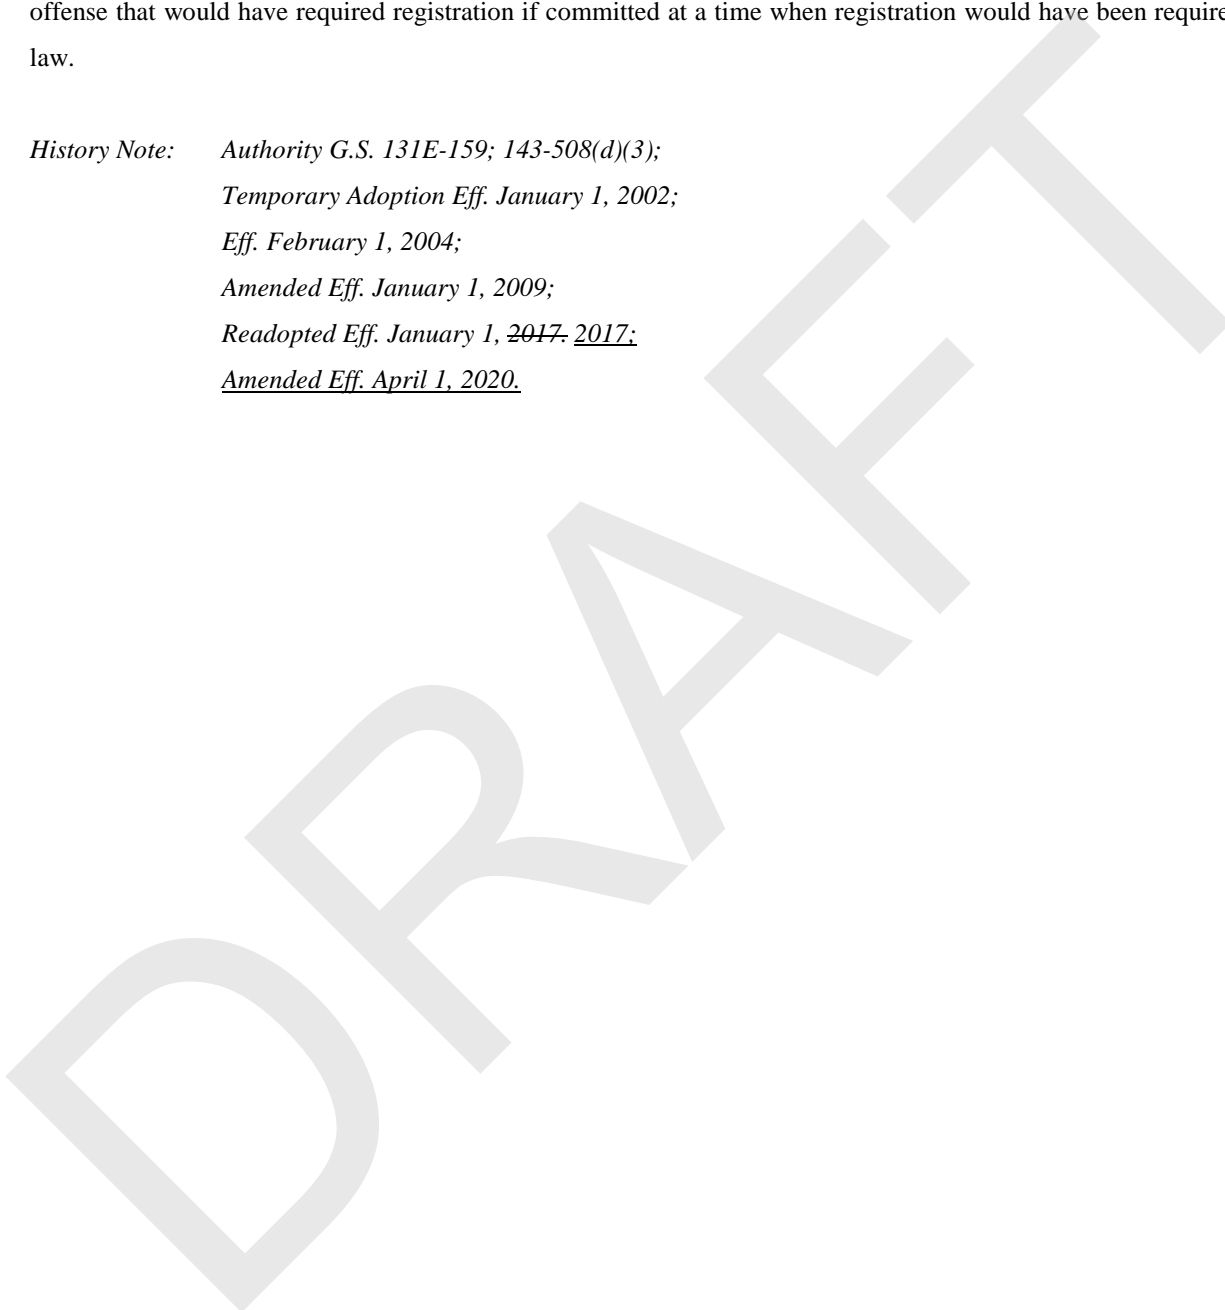 offense that would have required registration if committed at a time when registration would have been require
law.
History Note: Authority G.S. 131E-159; 143-508(d)(3);
Temporary Adoption Eff. January 1, 2002;
Eff. February 1, 2004;
Amended Eff. January 1, 2009;
Readopted Eff. January 1, 2017. 2017;
Amended Eff. April 1, 2020.
DRAFT